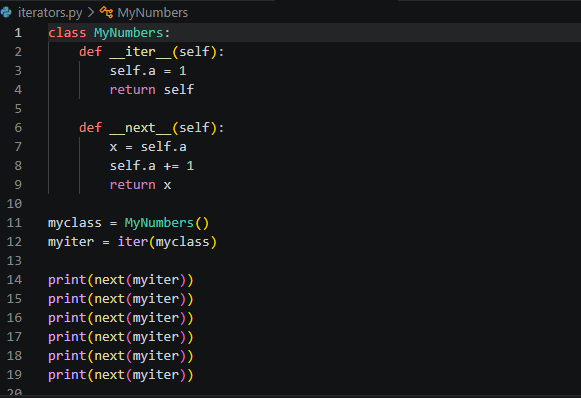 iterators.py > MyNumbers
1 class MyNumbers:
2     def __iter__(self):
3         self.a = 1
4         return self
5
6     def __next__(self):
7         x = self.a
8         self.a += 1
9         return x
10
11 myclass = MyNumbers()
12 myiter = iter(myclass)
13
14 print(next(myiter))
15 print(next(myiter))
16 print(next(myiter))
17 print(next(myiter))
18 print(next(myiter))
19 print(next(myiter))
20